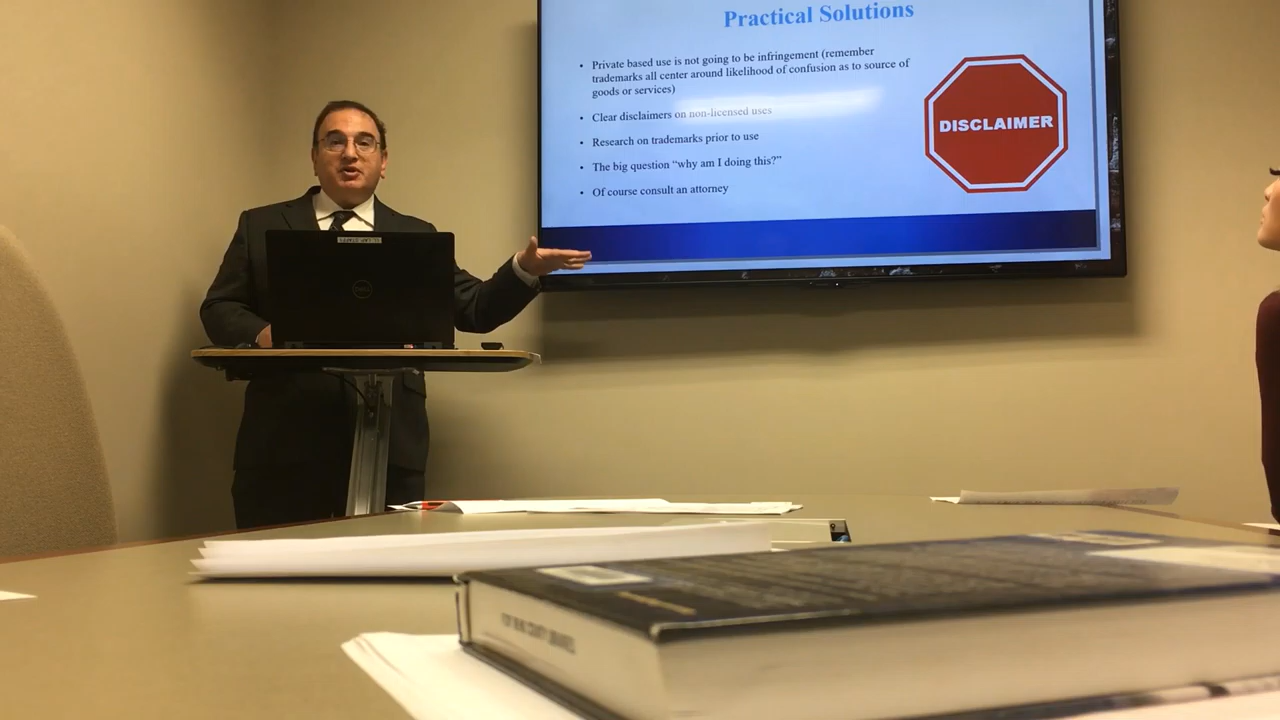 Practical Solutions
• Private based use is not going to be infringement (remember
trademarks all center around likelihood of confusion as to source of
goods or services)
• Clear disclaimers on non-licensed uses
• Research on trademarks prior to use
• The big question “why am I doing this?”
• Of course consult an attorney
DISCLAIMER
DELL